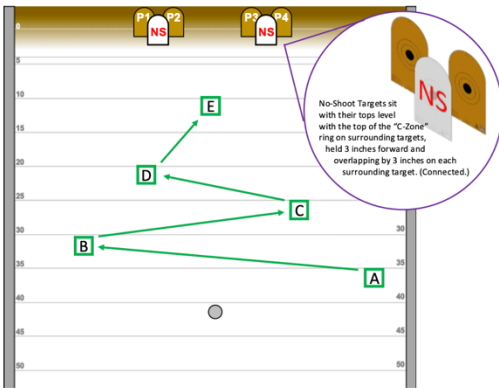 P1 P2 P3 P4
NS NS
0
5 5
10
15
20
25
30 30
35 35
40 40
45 45
50 50
E
D
C
B
A
NS
No-Shoot Targets sit
with their tops level
with the top of the “C-Zone”
ring on surrounding targets,
held 3 inches forward and
overlapping by 3 inches on each
surrounding target. (Connected.)